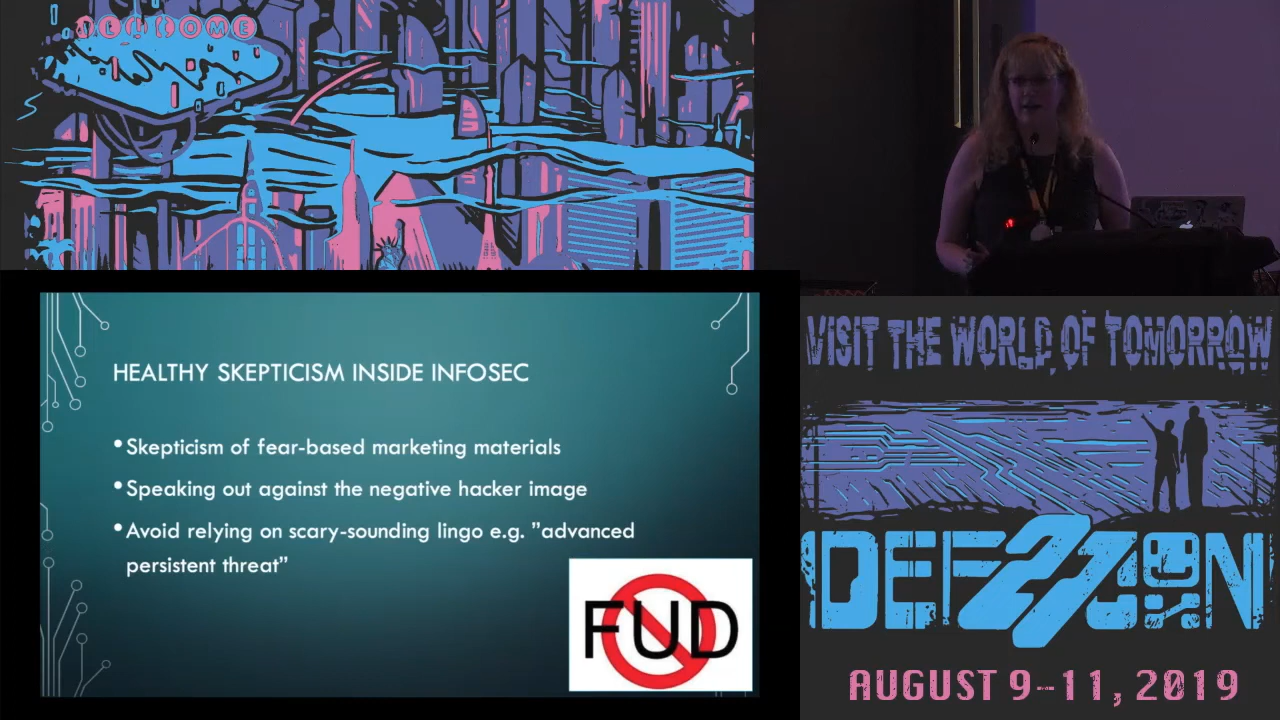 WELCOME
HEALTHY SKEPTICISM INSIDE INFOSEC
•Skepticism of fear-based marketing materials
•Speaking out against the negative hacker image
•Avoid relying on scary-sounding lingo e.g. ”advanced
persistent threat”
FUD
VISIT THE WORLD OF TOMORROW
DEF27CON
AUGUST 9-11, 2019